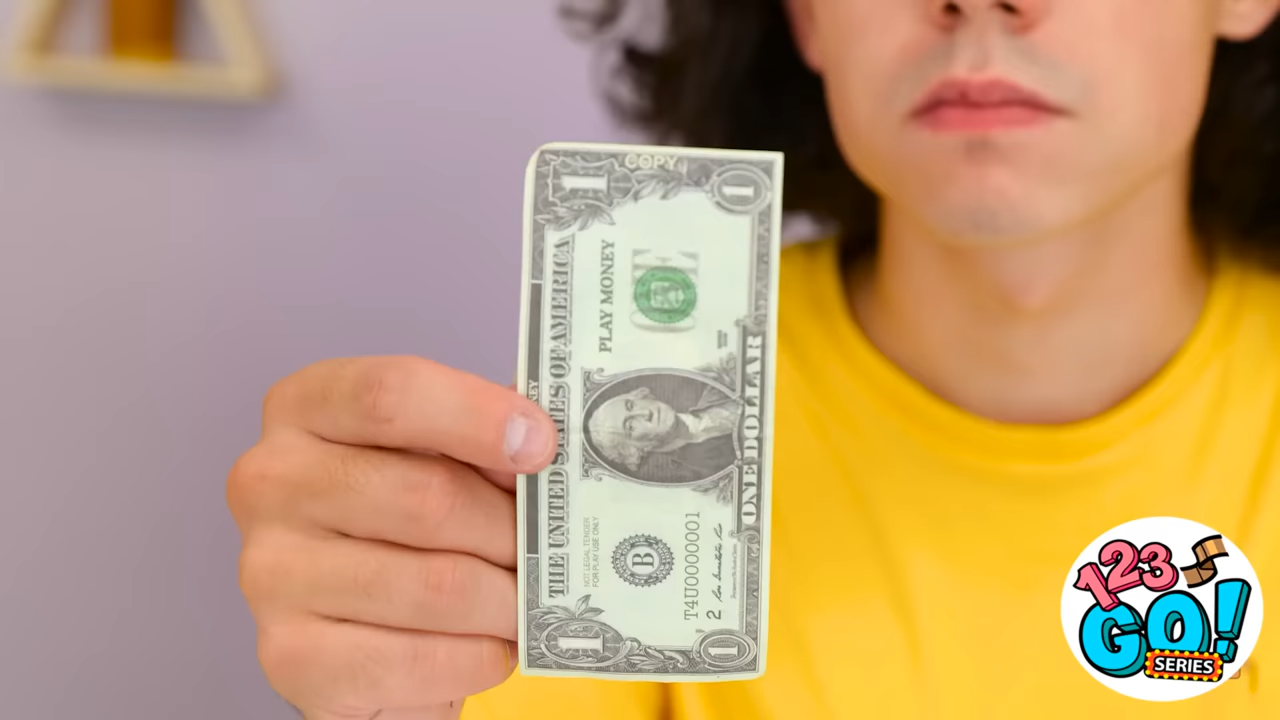 COPY
1
1
THE UNITED STATES OF AMERICA
PLAY MONEY
NOT LEGAL TENDER
FOR PLAY USE ONLY
B
T4U0000001
2
ONE DOLLAR
1
1
123
GO!
SERIES